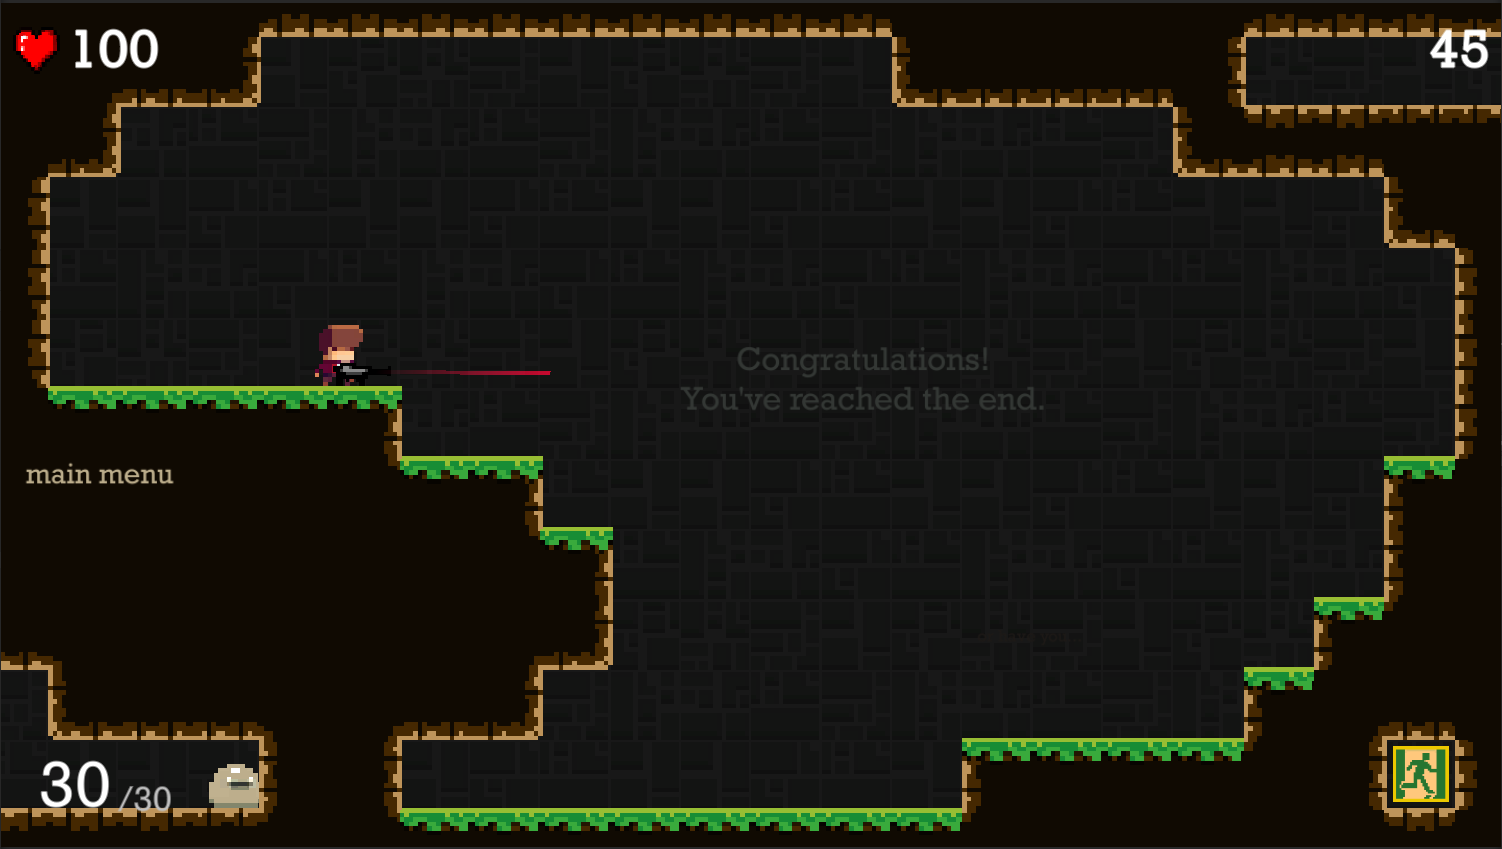 100
45
Congratulations!
You've reached the end.
main menu
30/30